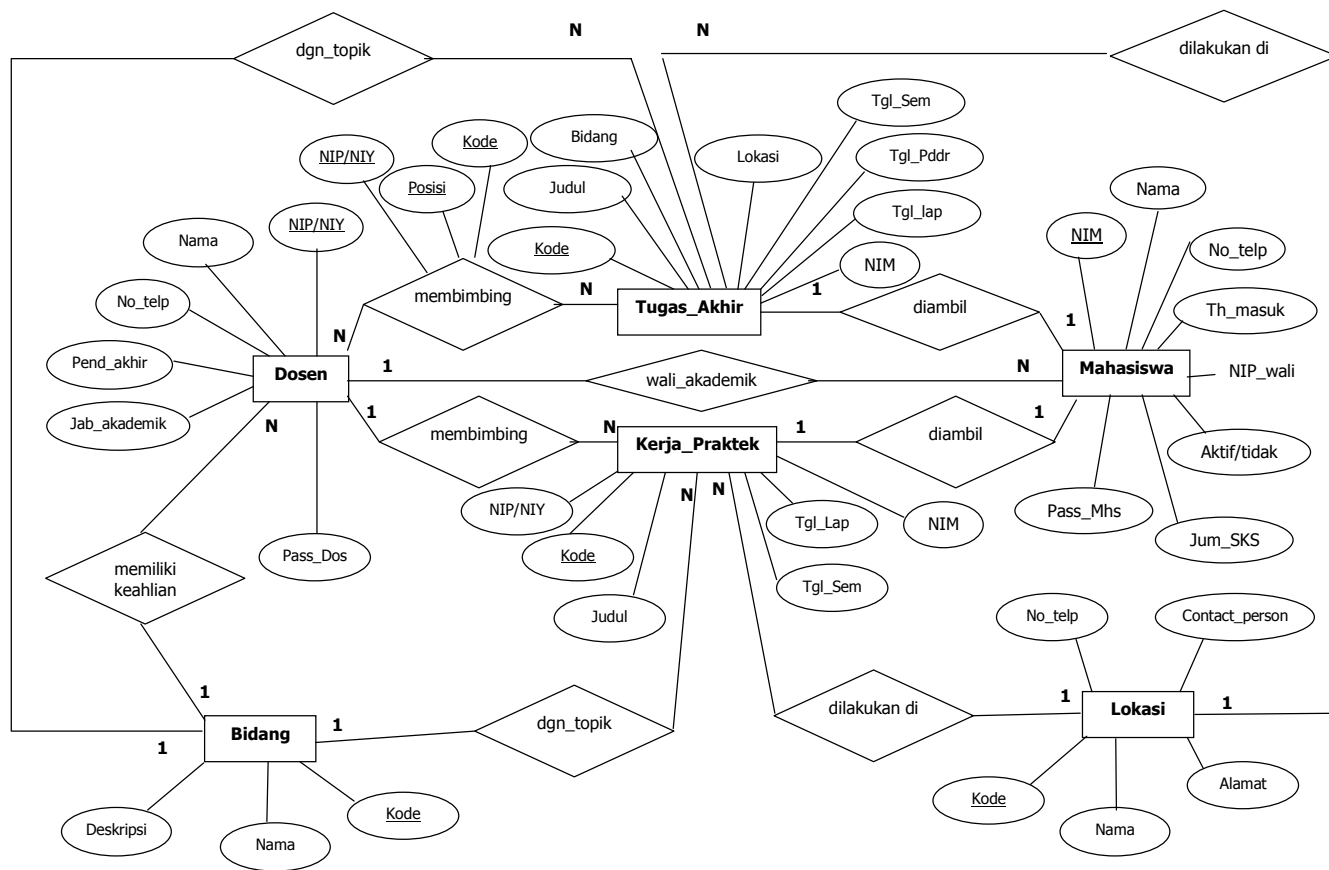 N
N
dgn_topik
dilakukan di
Tgl_Sem
Kode
Bidang
Lokasi
Tgl_Pddr
NIP/NIY
Posisi
Judul
Nama
Tgl_lap
NIP/NIY
Nama
NIM
No_telp
Kode
NIM
membimbing
N
Tugas_Akhir
1
diambil
No_telp
Th_masuk
N
1
Pend_akhir
Dosen
1
wali_akademik
N
Mahasiswa
NIP_wali
Jab_akademik
N
1
membimbing
N
Kerja_Praktek
1
diambil
1
Aktif/tidak
N
N
NIP/NIY
Tgl_Lap
NIM
Pass_Mhs
Jum_SKS
Pass_Dos
Kode
Tgl_Sem
memiliki
keahlian
Judul
No_telp
Contact_person
1
Bidang
1
1
dgn_topik
dilakukan di
1
Lokasi
1
Deskripsi
Nama
Kode
Kode
Nama
Alamat